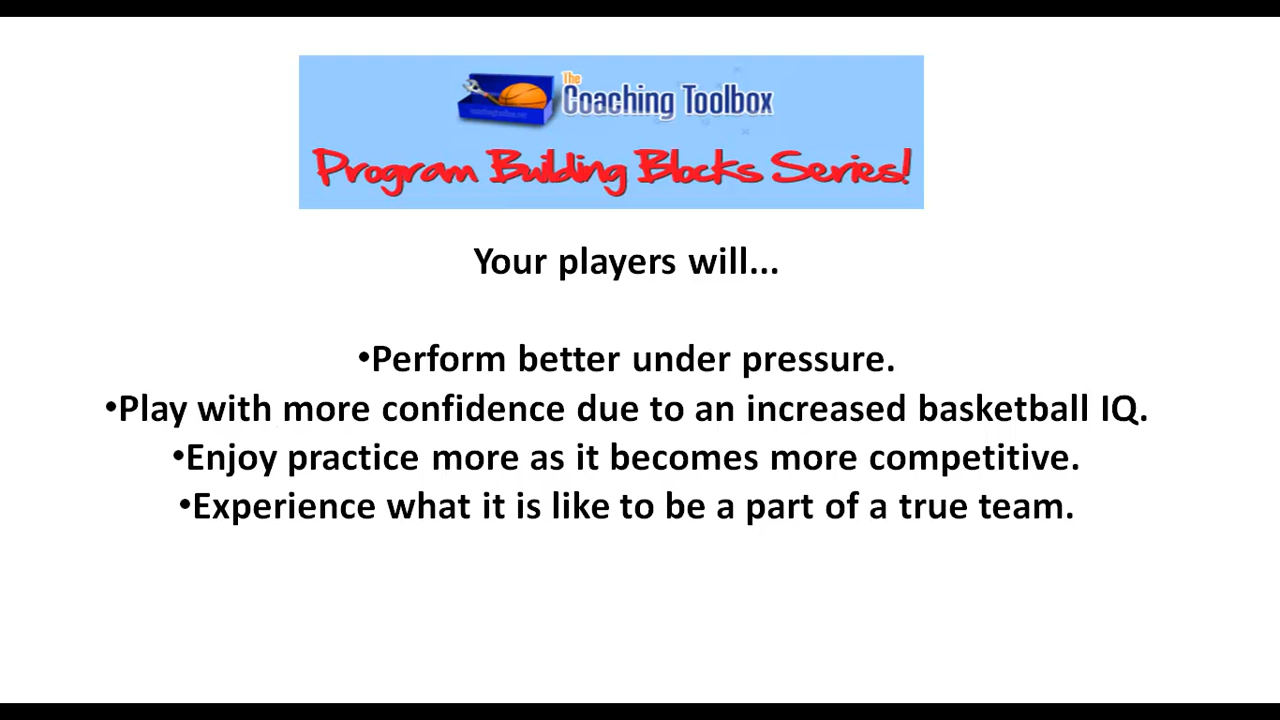 The
Coaching Toolbox
Program Building Blocks Series!
Your players will...
•Perform better under pressure.
•Play with more confidence due to an increased basketball IQ.
•Enjoy practice more as it becomes more competitive.
•Experience what it is like to be a part of a true team.